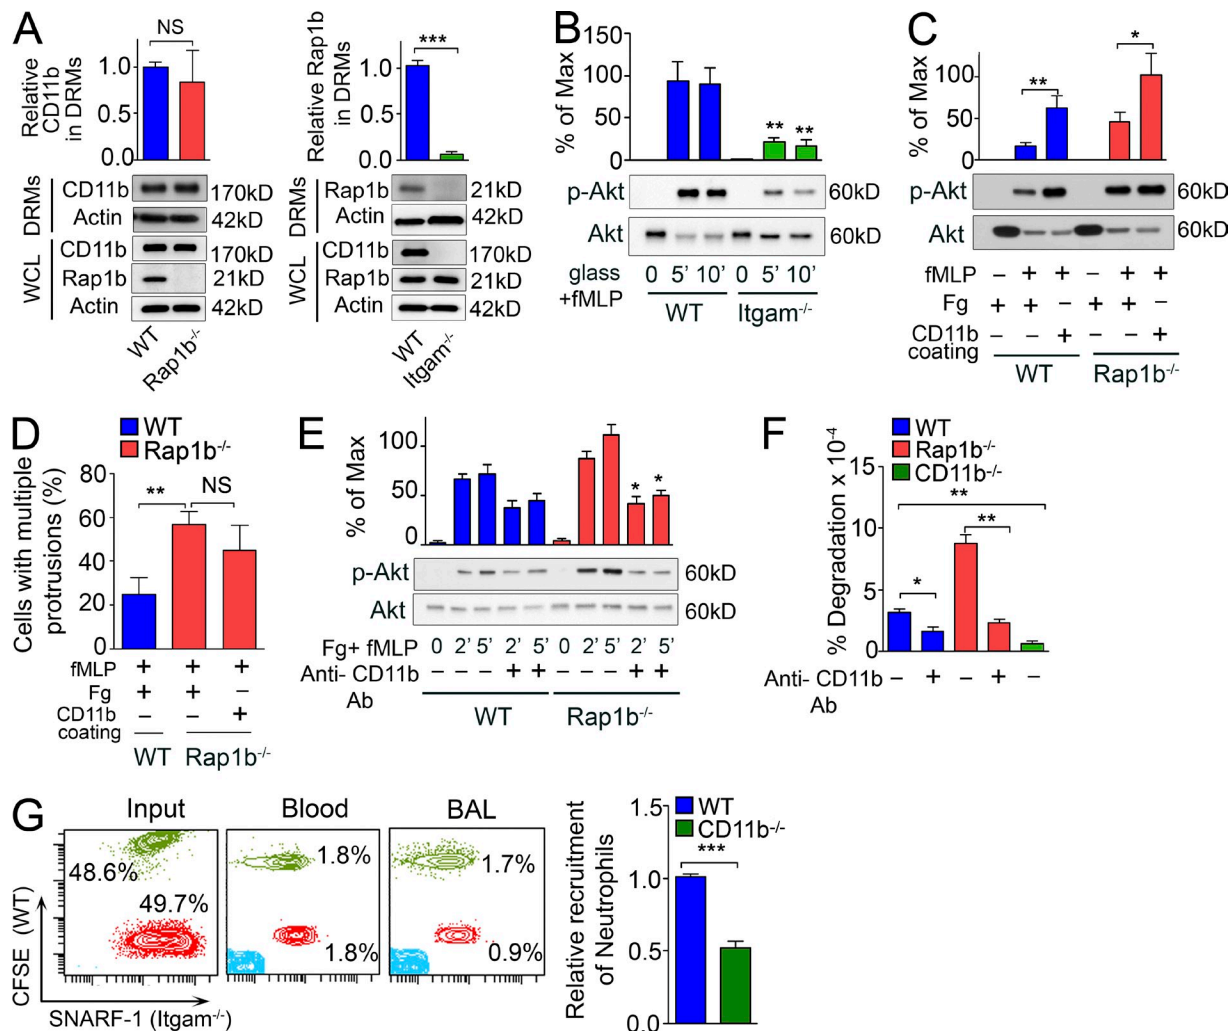 A
Relative
CD11b
in DRMs
1.0
0.5
0.0
NS
DRMs
CD11b
170kD
Actin
42kD
WCL
CD11b
170kD
Rap1b
21kD
Actin
42kD
WT
Rap1b-/-
Relative Rap1b
in DRMs
1.0
0.5
0.0
***
DRMs
Rap1b
21kD
Actin
42kD
WCL
CD11b
170kD
Rap1b
21kD
Actin
42kD
WT
Itgam-/-
B
% of Max
150
100
50
0
** **
p-Akt
60kD
Akt
60kD
glass
+fMLP
0 5’ 10’ 0 5’ 10’
WT Itgam-/-
C
% of Max
100
50
0
**
*
p-Akt
60kD
Akt
60kD
fMLP – + + – + +
Fg + + – + + –
CD11b
coating
– – + – – +
WT Rap1b-/-
D
WT
Rap1b-/-
Cells with multiple
protrusions (%)
80
60
40
20
0
** NS
fMLP + + +
Fg + + –
CD11b
coating
– – +
WT Rap1b-/-
E
% of Max
100
50
0
* *
p-Akt
60kD
Akt
60kD
Fg+ fMLP 0 2’ 5’ 2’ 5’ 0 2’ 5’ 2’ 5’
Anti- CD11b
Ab
– – – + + – – – + +
WT Rap1b-/-
F
WT
Rap1b-/-
CD11b-/-
% Degradation x 10-4
15
10
5
0
**
**
*
Anti- CD11b
Ab
– + – + –
G
Input Blood BAL
48.6%
49.7%
1.8%
1.8%
1.7%
0.9%
CFSE (WT)
SNARF-1 (Itgam-/-)
Relative recruitment
of Neutrophils
1.5
1.0
0.5
0.0
WT
CD11b-/-
***